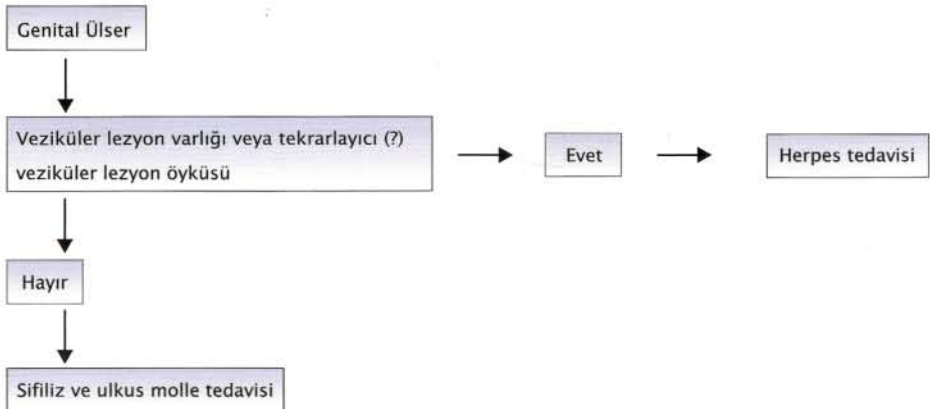 Genital Ülser
Veziküler lezyon varlığı veya tekrarlayıcı (?)
veziküler lezyon öyküsü
Evet
Herpes tedavisi
Hayır
Sifiliz ve ulkus molle tedavisi